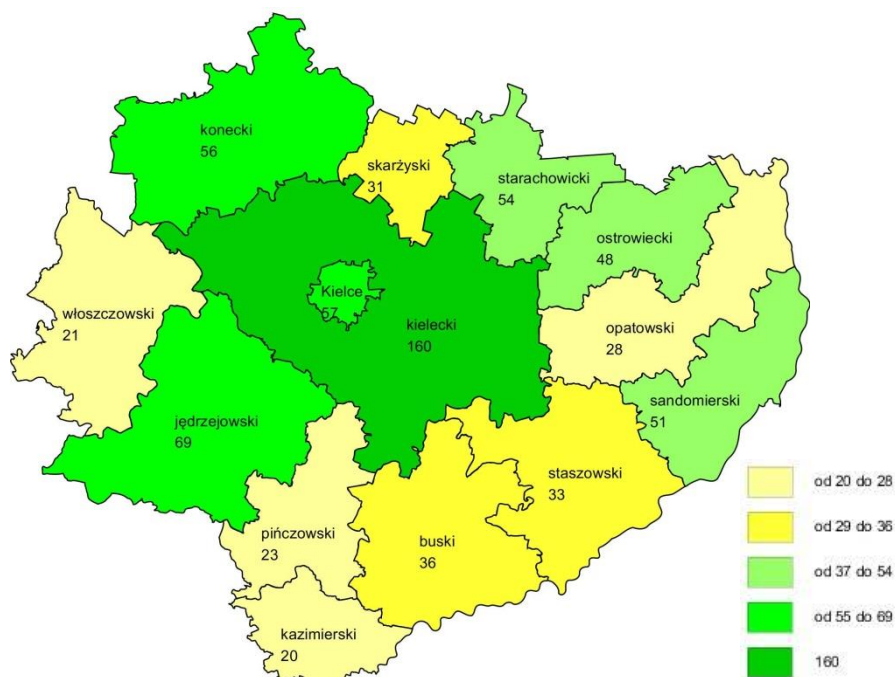 konecki
56
skarżyski
31
starachowicki
54
ostrowiecki
48
włoszczowski
21
Kielce
57
kielecki
160
opatowski
28
jędrzejowski
69
sandomierski
51
staszowski
33
pińczowski
23
buski
36
kazimierski
20
od 20 do 28
od 29 do 36
od 37 do 54
od 55 do 69
160